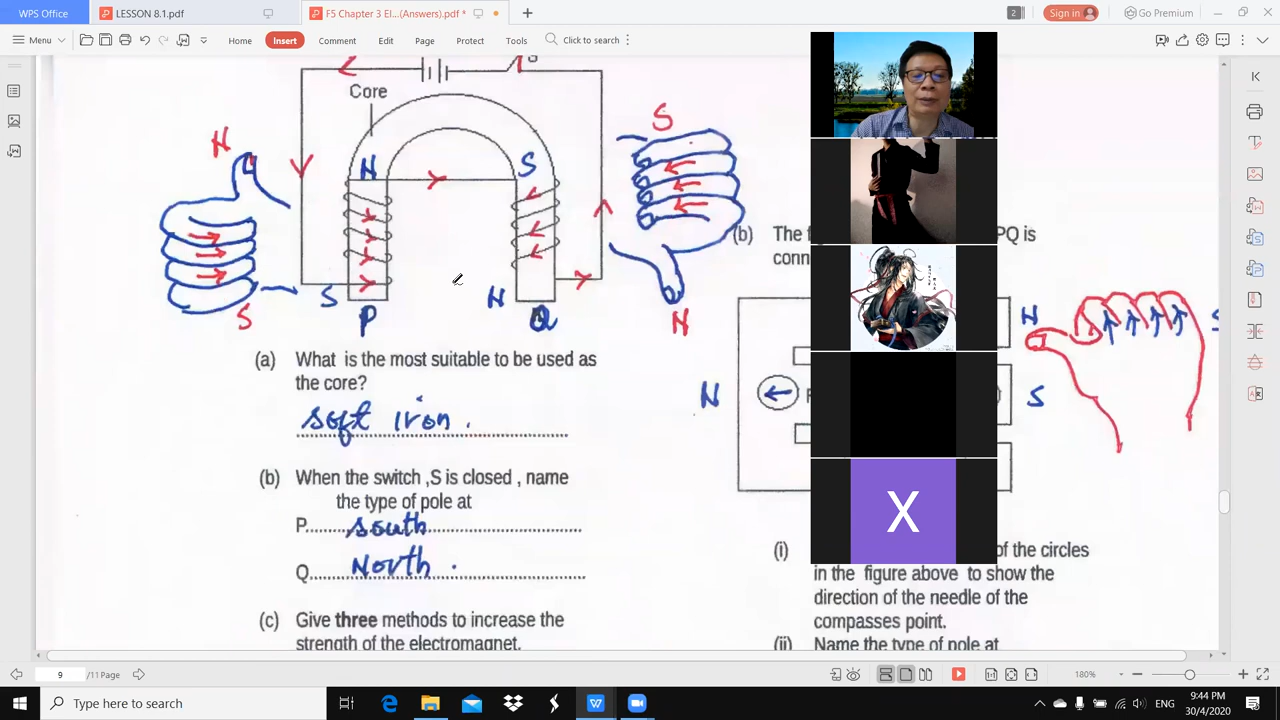 WPS Office
LESSON 8.1.pdf
F5 Chapter 3 El...(Answers).pdf *
+
2
Sign in
Go Premium
Menu
Home
Insert
Comment
Edit
Page
Protect
Tools
Click to search
Core
N
S
N
S
P
S
N
Q
N
S
S
N
(a) What is the most suitable to be used as
the core?
soft iron.
(b) When the switch ,S is closed , name
the type of pole at
P. south
Q. North.
(c) Give three methods to increase the
strength of the electromagnet.
(b) The f
PQ is
conn
N
N
S
X
(i) of the circles
in the figure above to show the
direction of the needle of the
compasses point.
(ii) Name the type of pole at
9 /11 Page
180%
Type here to search
ENG
9:44 PM
30/4/2020